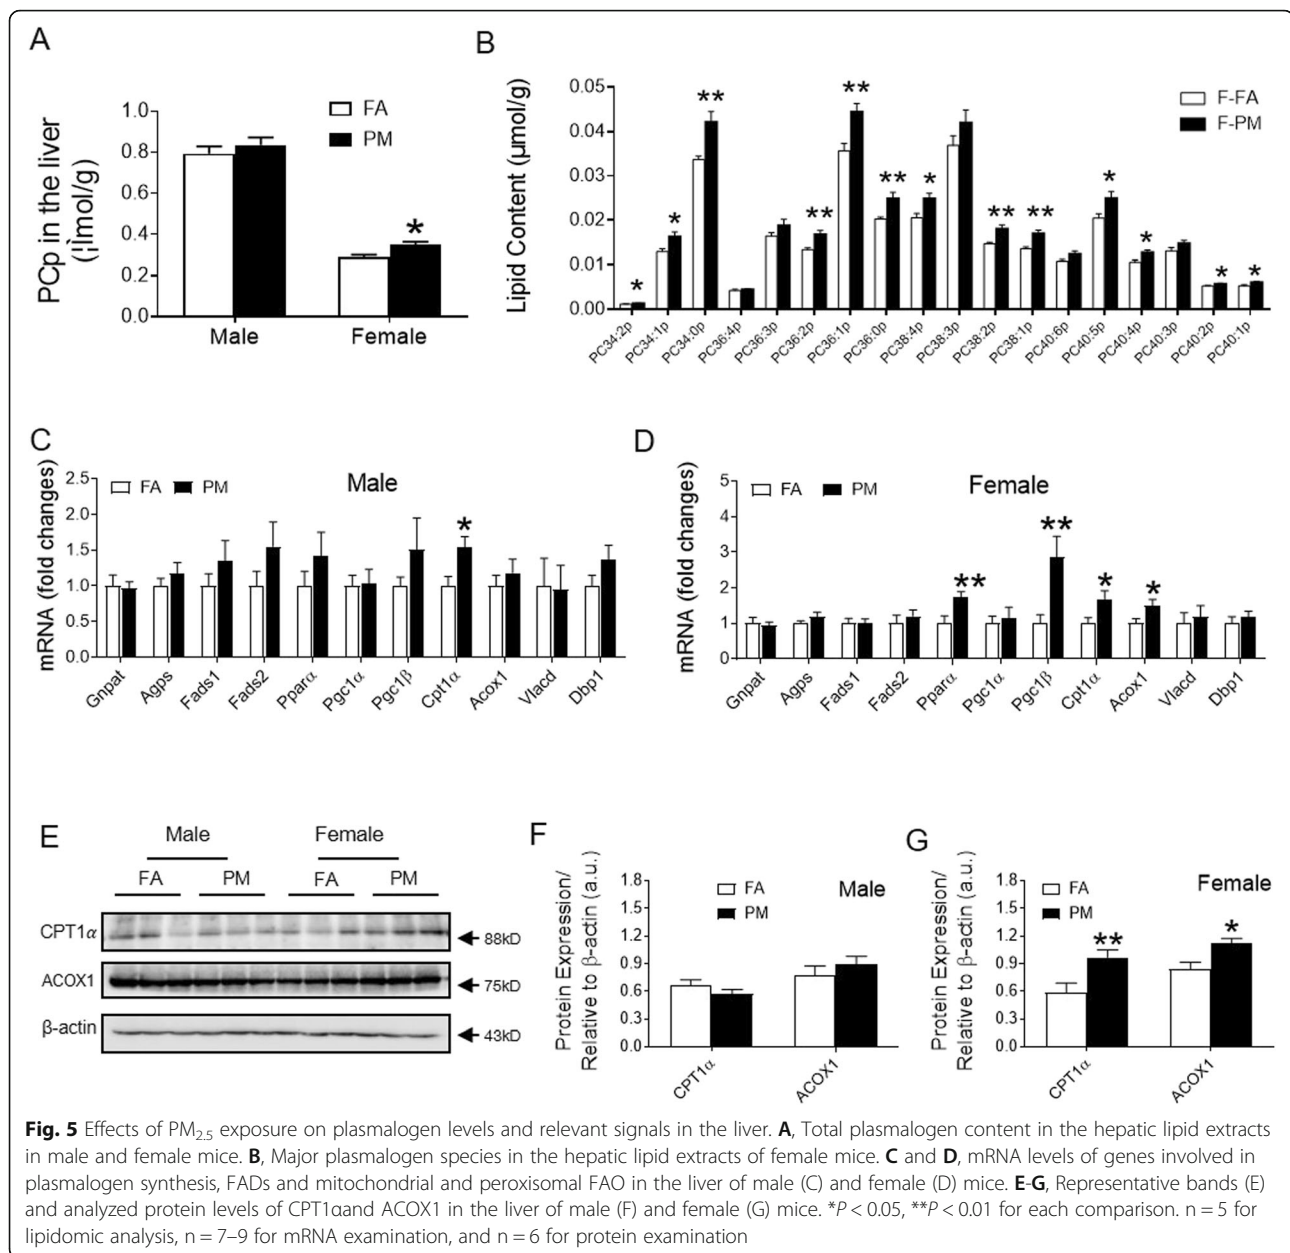 A
PCp in the liver
(¦Ìmol/g)
1.0
0.8
0.6
0.4
0.2
0.0
FA
PM
*
Male
Female
B
Lipid Content (μmol/g)
0.05
0.04
0.03
0.02
0.01
0.00
F-FA
F-PM
* * ** ** ** ** * ** ** * * * *
PC34:2p
PC34:1p
PC34:0p
PC36:4p
PC36:3p
PC36:2p
PC36:1p
PC36:0p
PC38:4p
PC38:3p
PC38:2p
PC38:1p
PC40:6p
PC40:5p
PC40:4p
PC40:3p
PC40:2p
PC40:1p
C
mRNA (fold changes)
2.5
2.0
1.5
1.0
0.5
0.0
FA
PM
Male
*
Gnpat
Agps
Fads1
Fads2
Pparα
Pgc1α
Pgc1β
Cpt1α
Acox1
Vlacd
Dbp1
D
mRNA (fold changes)
5
4
3
2
1
0
FA
PM
Female
** ** * *
Gnpat
Agps
Fads1
Fads2
Pparα
Pgc1α
Pgc1β
Cpt1α
Acox1
Vlacd
Dbp1
E
Male Female
FA PM FA PM
CPT1α 88kD
ACOX1 75kD
β-actin 43kD
F
Protein Expression/
Relative to β-actin (a.u.)
1.8
1.5
1.2
0.9
0.6
0.3
0.0
FA
PM
Male
CPT1α
ACOX1
G
Protein Expression/
Relative to β-actin (a.u.)
1.8
1.5
1.2
0.9
0.6
0.3
0.0
FA
PM
Female
** *
CPT1α
ACOX1
Fig. 5 Effects of PM2.5 exposure on plasmalogen levels and relevant signals in the liver. A, Total plasmalogen content in the hepatic lipid extracts
in male and female mice. B, Major plasmalogen species in the hepatic lipid extracts of female mice. C and D, mRNA levels of genes involved in
plasmalogen synthesis, FADs and mitochondrial and peroxisomal FAO in the liver of male (C) and female (D) mice. E-G, Representative bands (E)
and analyzed protein levels of CPT1αand ACOX1 in the liver of male (F) and female (G) mice. *P < 0.05, **P < 0.01 for each comparison. n = 5 for
lipidomic analysis, n = 7–9 for mRNA examination, and n = 6 for protein examination